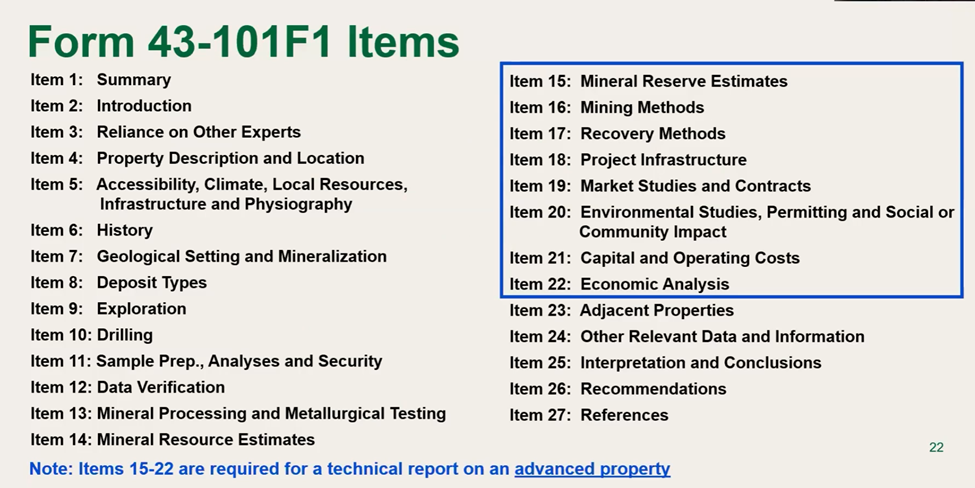 Form 43-101F1 Items
Item 1: Summary
Item 2: Introduction
Item 3: Reliance on Other Experts
Item 4: Property Description and Location
Item 5: Accessibility, Climate, Local Resources,
Infrastructure and Physiography
Item 6: History
Item 7: Geological Setting and Mineralization
Item 8: Deposit Types
Item 9: Exploration
Item 10: Drilling
Item 11: Sample Prep., Analyses and Security
Item 12: Data Verification
Item 13: Mineral Processing and Metallurgical Testing
Item 14: Mineral Resource Estimates
Item 15: Mineral Reserve Estimates
Item 16: Mining Methods
Item 17: Recovery Methods
Item 18: Project Infrastructure
Item 19: Market Studies and Contracts
Item 20: Environmental Studies, Permitting and Social or
Community Impact
Item 21: Capital and Operating Costs
Item 22: Economic Analysis
Item 23: Adjacent Properties
Item 24: Other Relevant Data and Information
Item 25: Interpretation and Conclusions
Item 26: Recommendations
Item 27: References
22
Note: Items 15-22 are required for a technical report on an advanced property